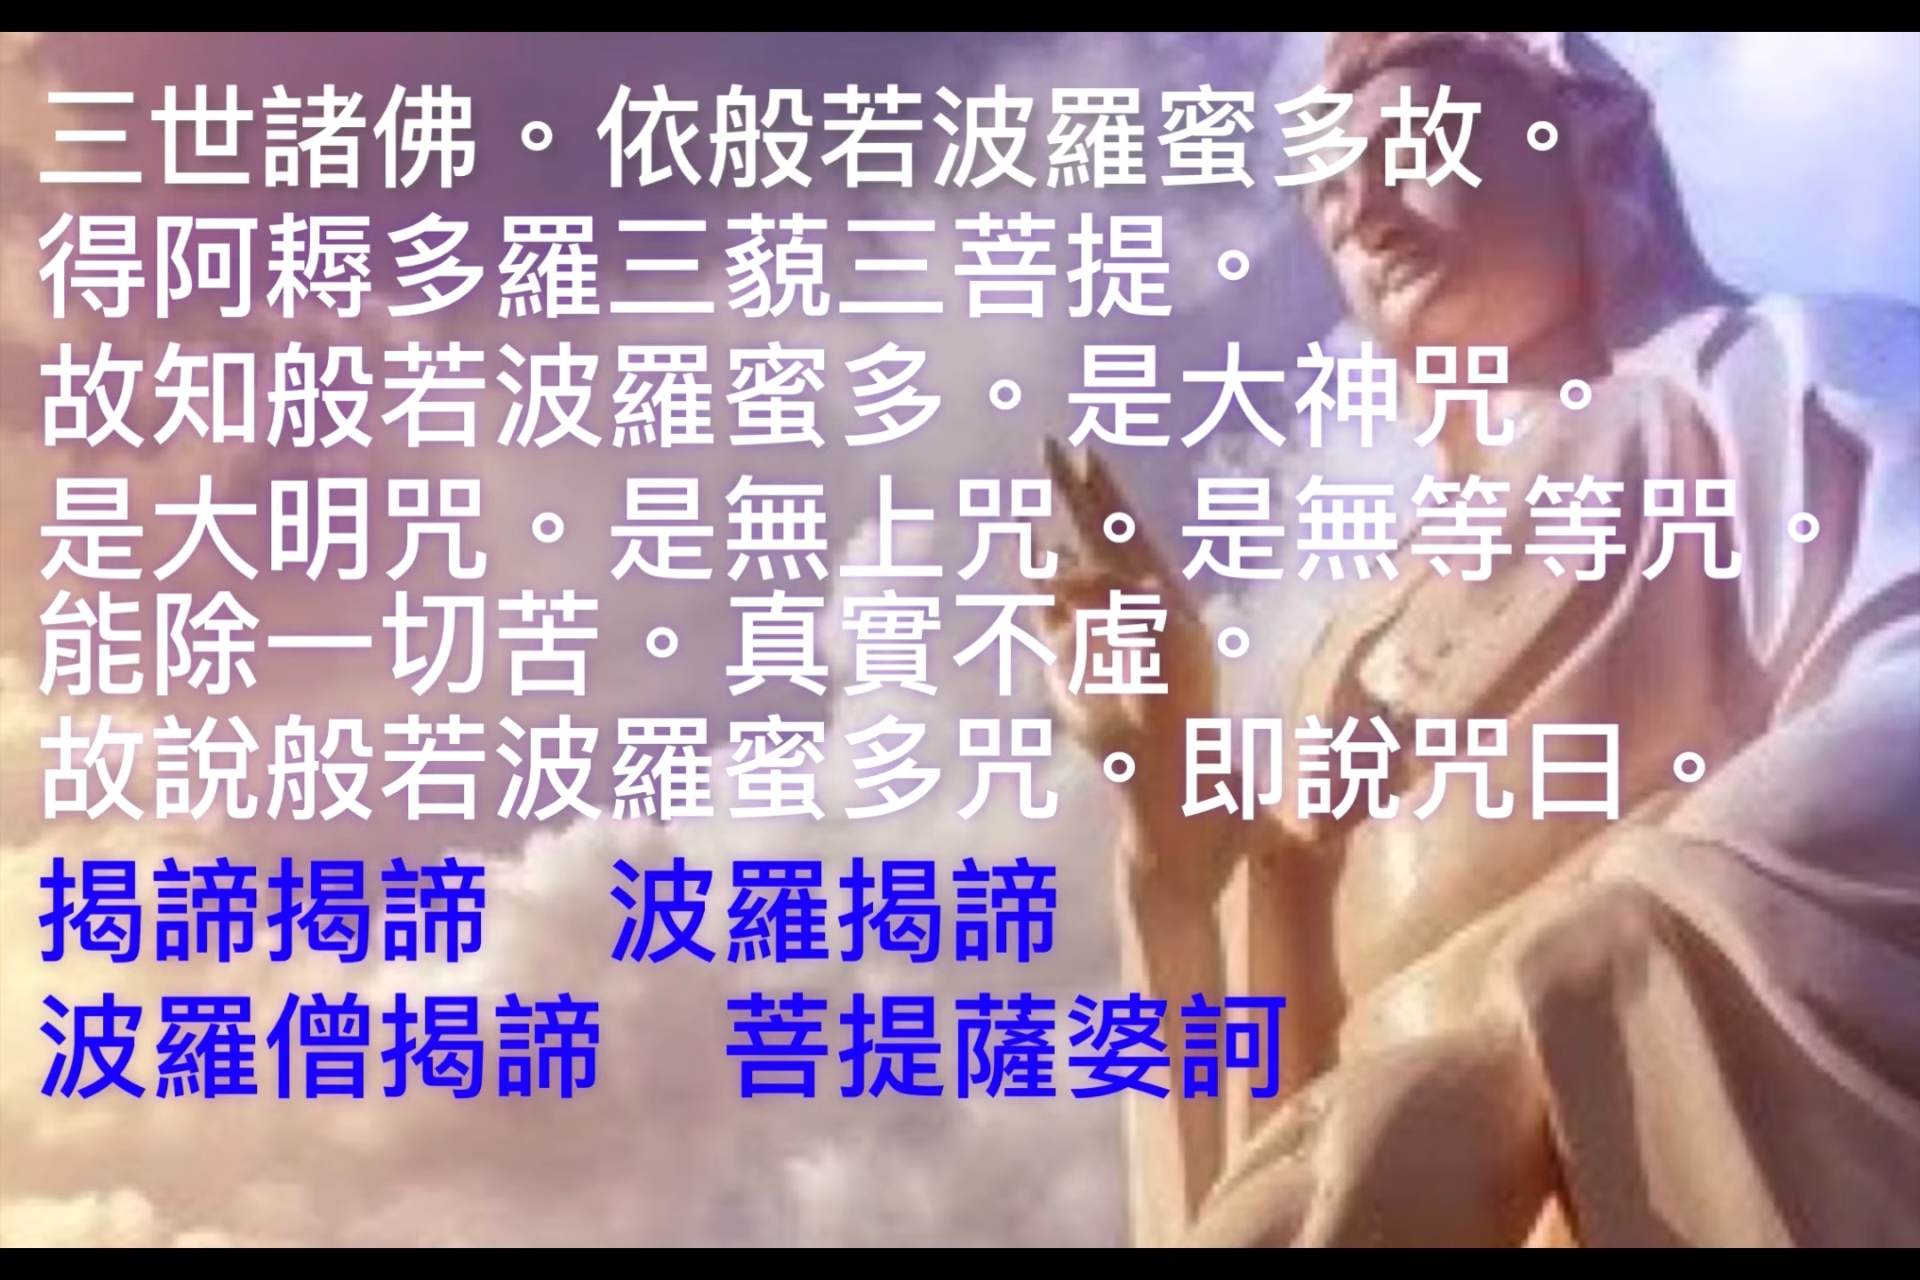 三世諸佛。依般若波羅蜜多故。
得阿耨多羅三藐三菩提。
故知般若波羅蜜多。是大神咒。
是大明咒。是無上咒。是無等等咒。
能除一切苦。真實不虛。
故說般若波羅蜜多咒。即說咒曰。
揭諦揭諦　波羅揭諦
波羅僧揭諦　菩提薩婆訶